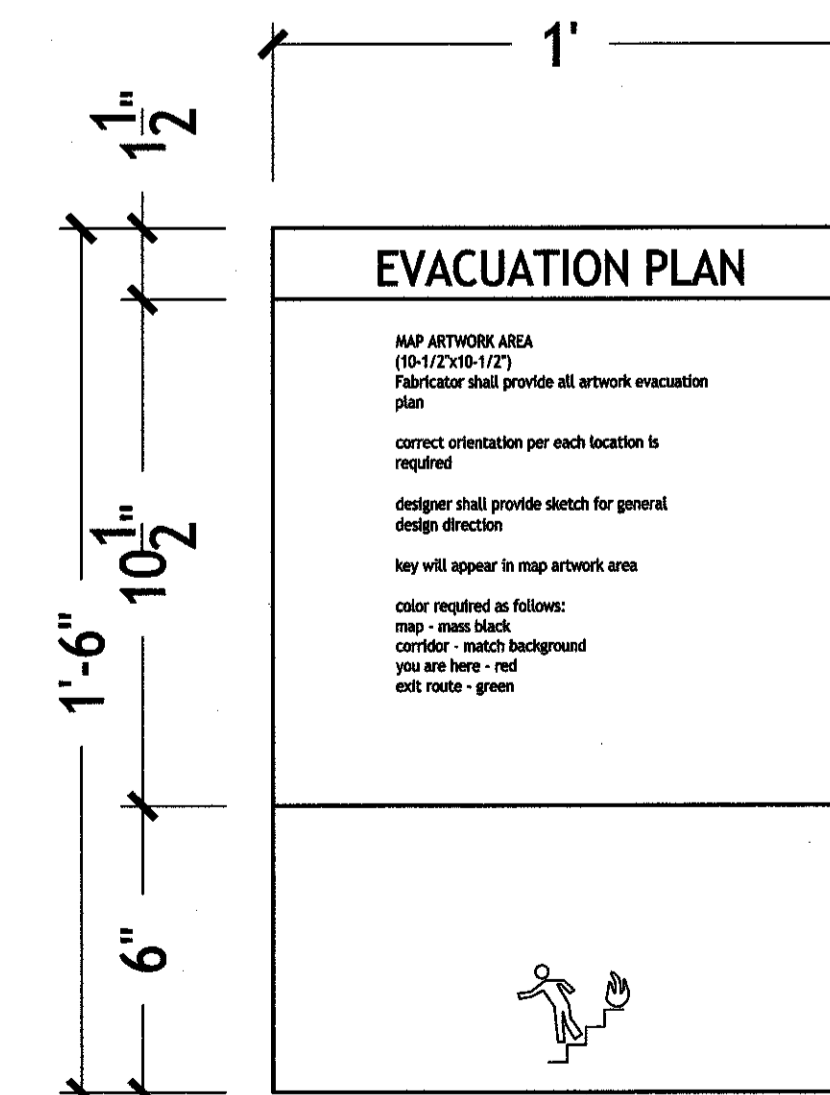 1'
1 1/2"
EVACUATION PLAN
MAP ARTWORK AREA
(10-1/2"x10-1/2")
Fabricator shall provide all artwork evacuation
plan
correct orientation per each location is
required
designer shall provide sketch for general
design direction
key will appear in map artwork area
color required as follows:
map - mass black
corridor - match background
you are here - red
exit route - green
10 1/2"
1'-6"
6"